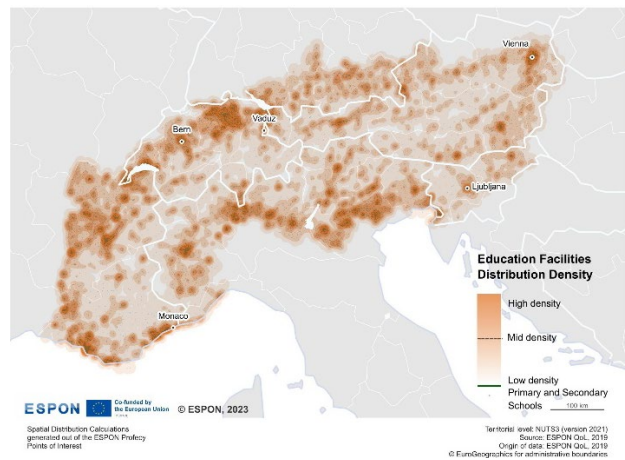 Vienna
Vaduz
Bern
Ljubljana
Monaco
Education Facilities
Distribution Density
High density
Mid density
Low density
Primary and Secondary
Schools
100 km
ESPON
Co-funded by
the European Union
© ESPON, 2023
Spatial Distribution Calculations
generated out of the ESPON Profecy
Points of Interest
Territorial level: NUTS3 (version 2021)
Source: ESPON QoL, 2019
Origin of data: ESPON QoL, 2019
© EuroGeographics for administrative boundaries